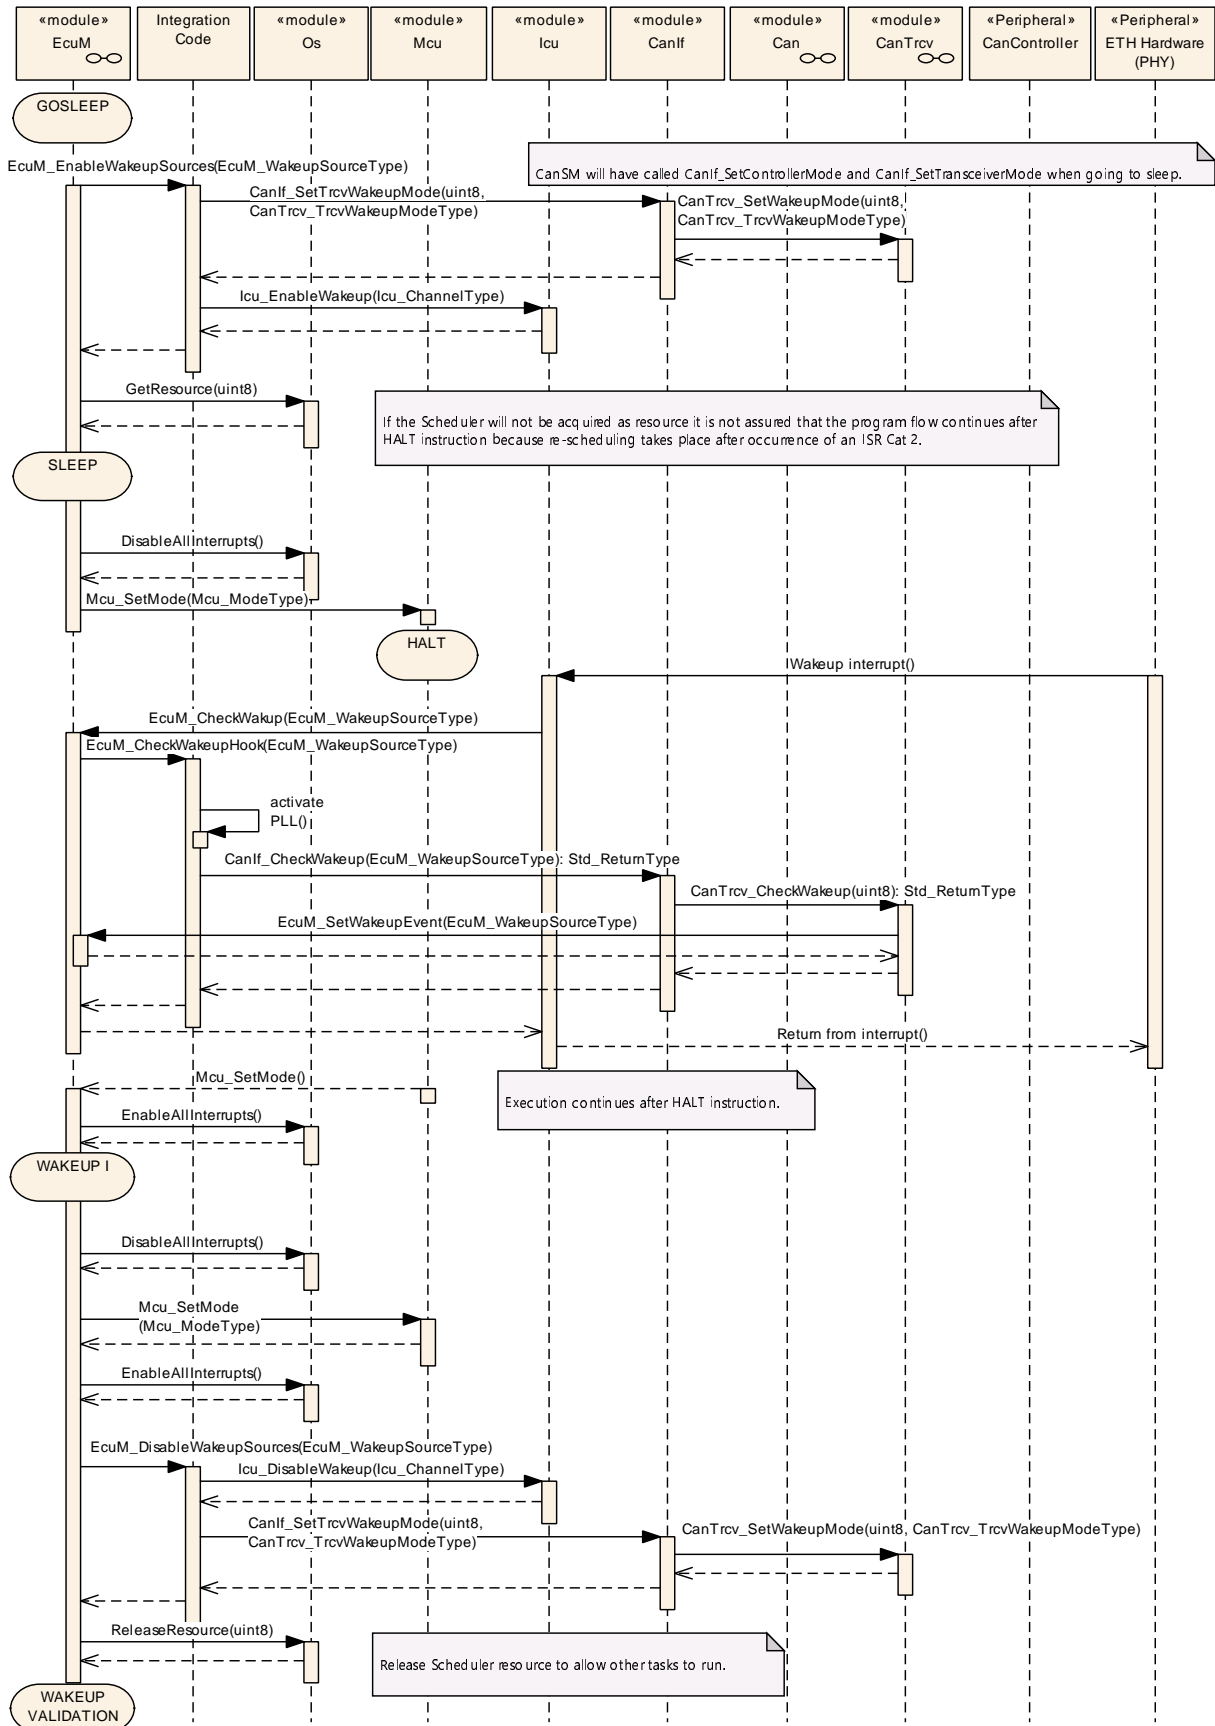 «module»
EcuM
Integration
Code
«module»
Os
«module»
Mcu
«module»
Icu
«module»
CanIf
«module»
Can
«module»
CanTrcv
«Peripheral»
CanController
«Peripheral»
ETH Hardware
(PHY)
GOSLEEP
EcuM_EnableWakeupSources(EcuM_WakeupSourceType)
CanSM will have called CanIf_SetControllerMode and CanIf_SetTransceiverMode when going to sleep.
CanIf_SetTrcvWakeupMode(uint8,
CanTrcv_TrcvWakeupModeType)
CanTrcv_SetWakeupMode(uint8,
CanTrcv_TrcvWakeupModeType)
Icu_EnableWakeup(Icu_ChannelType)
GetResource(uint8)
If the Scheduler will not be acquired as resource it is not assured that the program flow continues after
HALT instruction because re-scheduling takes place after occurrence of an ISR Cat 2.
SLEEP
DisableAllInterrupts()
Mcu_SetMode(Mcu_ModeType)
HALT
Wakeup interrupt()
EcuM_CheckWakup(EcuM_WakeupSourceType)
EcuM_CheckWakeupHook(EcuM_WakeupSourceType)
activate
PLL()
CanIf_CheckWakeup(EcuM_WakeupSourceType): Std_ReturnType
CanTrcv_CheckWakeup(uint8): Std_ReturnType
EcuM_SetWakeupEvent(EcuM_WakeupSourceType)
Return from interrupt()
Mcu_SetMode()
Execution continues after HALT instruction.
EnableAllInterrupts()
WAKEUP I
DisableAllInterrupts()
Mcu_SetMode
(Mcu_ModeType)
EnableAllInterrupts()
EcuM_DisableWakeupSources(EcuM_WakeupSourceType)
Icu_DisableWakeup(Icu_ChannelType)
CanIf_SetTrcvWakeupMode(uint8,
CanTrcv_TrcvWakeupModeType)
CanTrcv_SetWakeupMode(uint8, CanTrcv_TrcvWakeupModeType)
ReleaseResource(uint8)
Release Scheduler resource to allow other tasks to run.
WAKEUP
VALIDATION